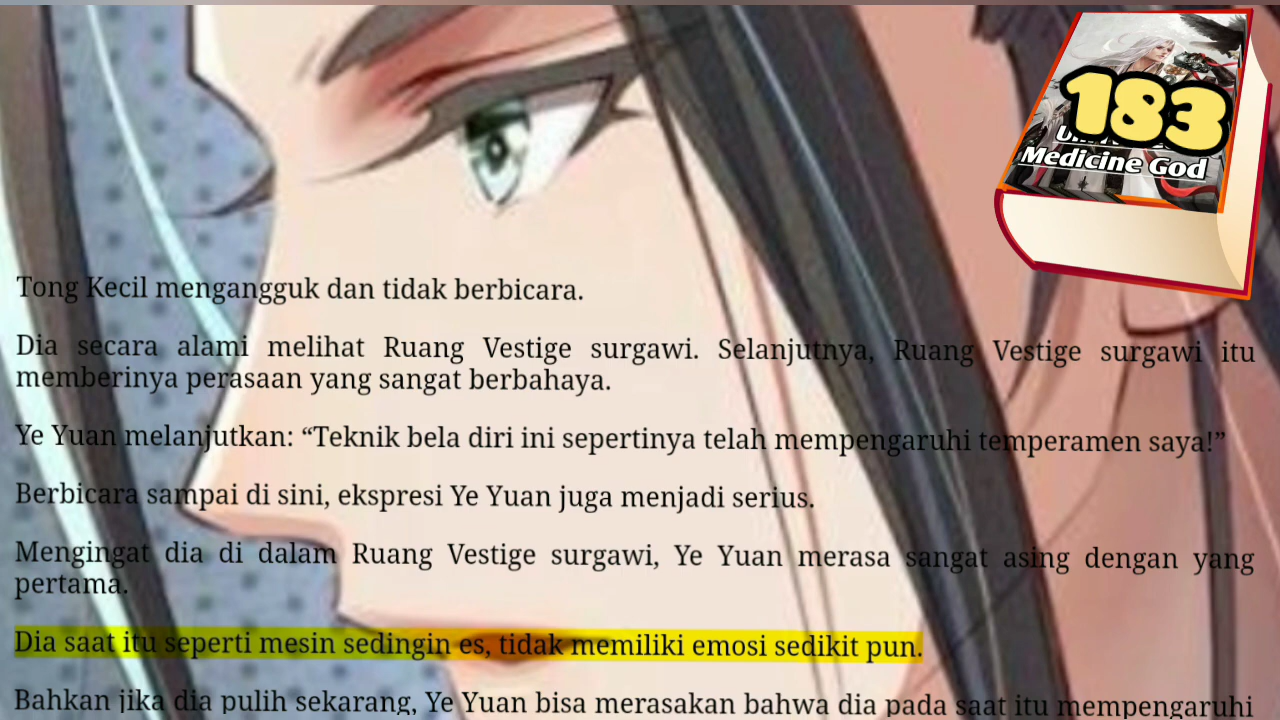 183
Medicine God
Tong Kecil mengangguk dan tidak berbicara.
Dia secara alami melihat Ruang Vestige surgawi. Selanjutnya, Ruang Vestige surgawi itu
memberinya perasaan yang sangat berbahaya.
Ye Yuan melanjutkan: “Teknik bela diri ini sepertinya telah mempengaruhi temperamen saya!”
Berbicara sampai di sini, ekspresi Ye Yuan juga menjadi serius.
Mengingat dia di dalam Ruang Vestige surgawi, Ye Yuan merasa sangat asing dengan yang
pertama.
Dia saat itu seperti mesin sedingin es, tidak memiliki emosi sedikit pun.
Bahkan jika dia pulih sekarang, Ye Yuan bisa merasakan bahwa dia pada saat itu mempengaruhi